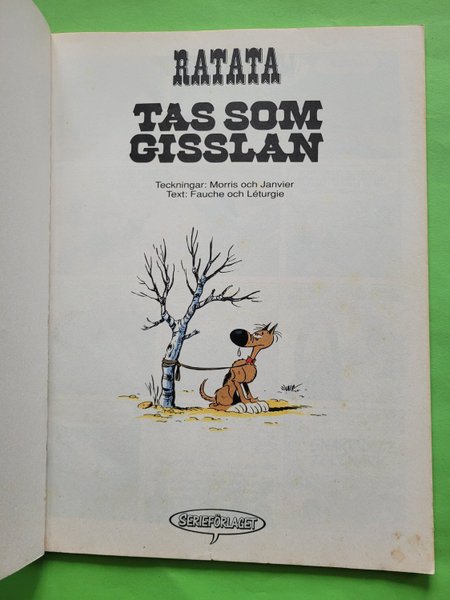 RATATA
TAS SOM
GISSLAN
Teckningar: Morris och Janvier
Text: Fauche och Léturgie
SERIEFÖRLAGET